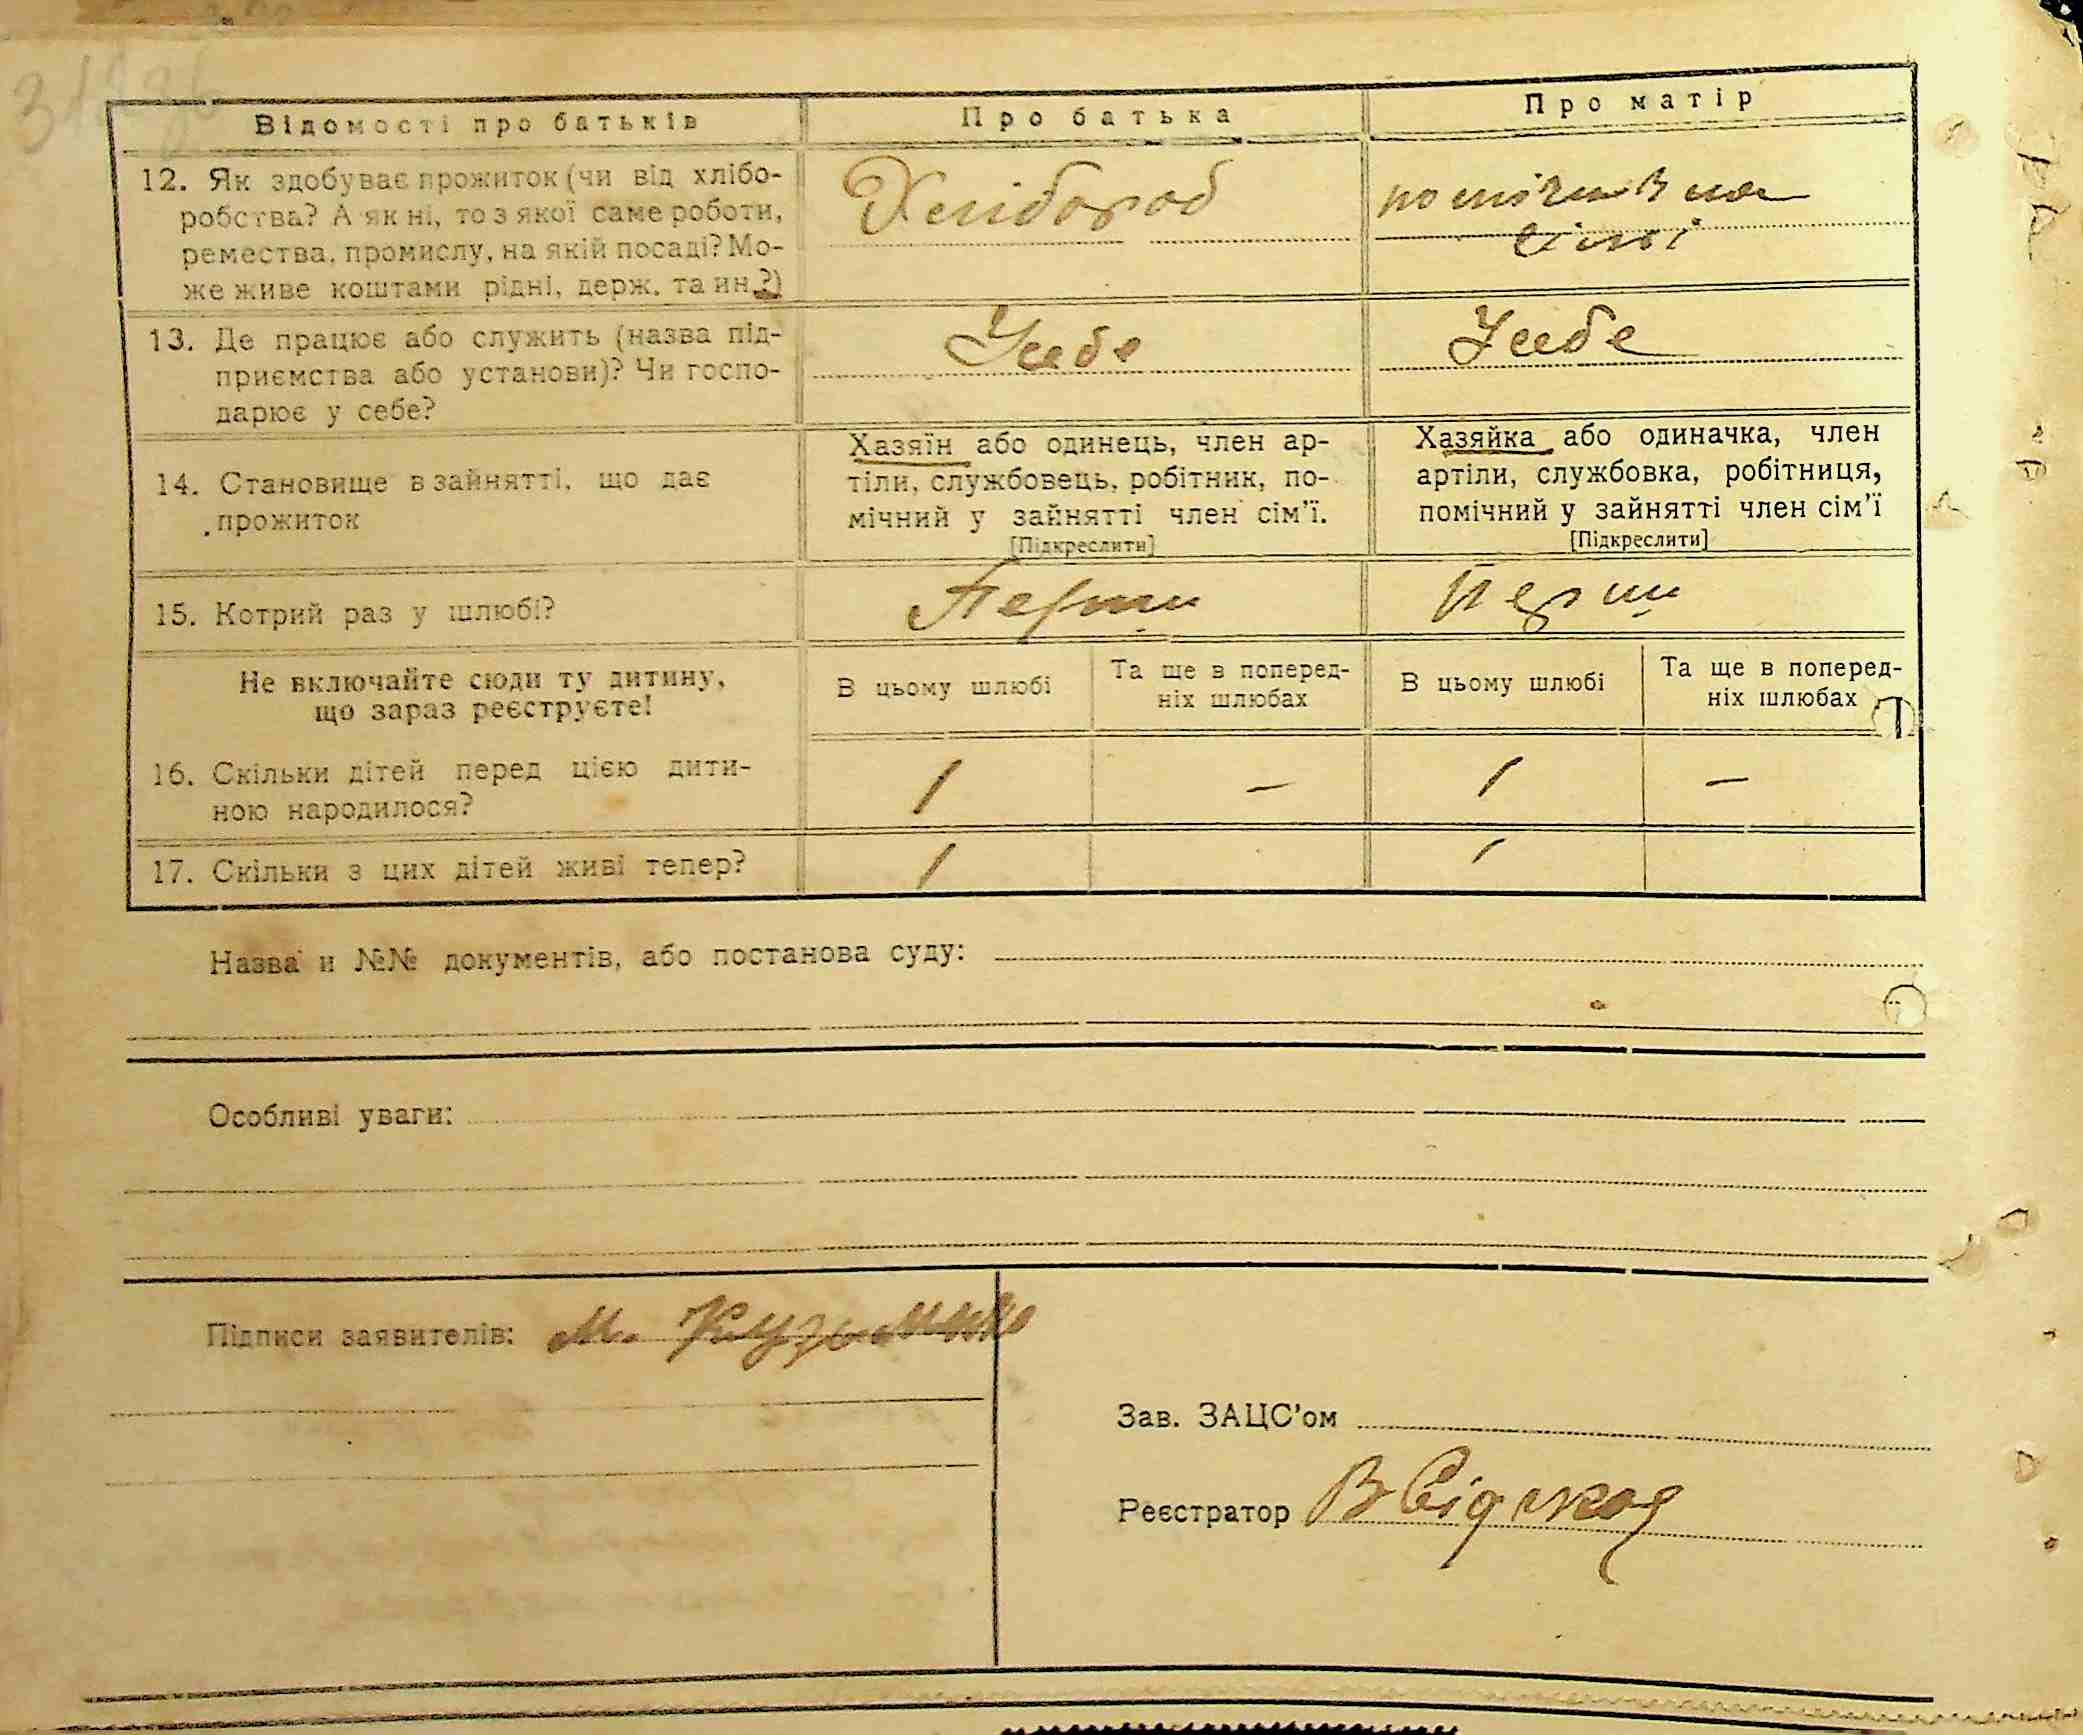 Відомості про батьків
Про батька
Про матір
12. Як здобуває прожиток (чи від хлібо-
робства? А як ні, то з якої саме роботи,
ремества, промислу, на якій посаді? Мо-
же живе коштами рідні, держ. та ин.?)
Хлібороб
сімі
13. Де працює або служить (назва під-
приємства або установи)? Чи госпо-
дарює у себе?
У себе
У себе
14. Становище в зайнятті, що дає
прожиток
Хазяїн або одинець, член ар-
тіли, службовець, робітник, по-
мічний у зайнятті член сім'ї.
[Підкреслити]
Хазяйка або одиначка, член
артіли, службовка, робітниця,
помічний у зайнятті член сім'ї
[Підкреслити]
15. Котрий раз у шлюбі?
Перши
Перши
Не включайте сюди ту дитину,
що зараз реєструєте!
В цьому шлюбі
Та ще в поперед-
ніх шлюбах
В цьому шлюбі
Та ще в поперед-
ніх шлюбах
16. Скільки дітей перед цією дити-
ною народилося?
1
—
1
—
17. Скільки з цих дітей живі тепер?
1
1
Назва и №№ документів, або постанова суду:
Особливі уваги:
Підписи заявителів: М. Кузьменко
Зав. ЗАЦС'ом
Реєстратор